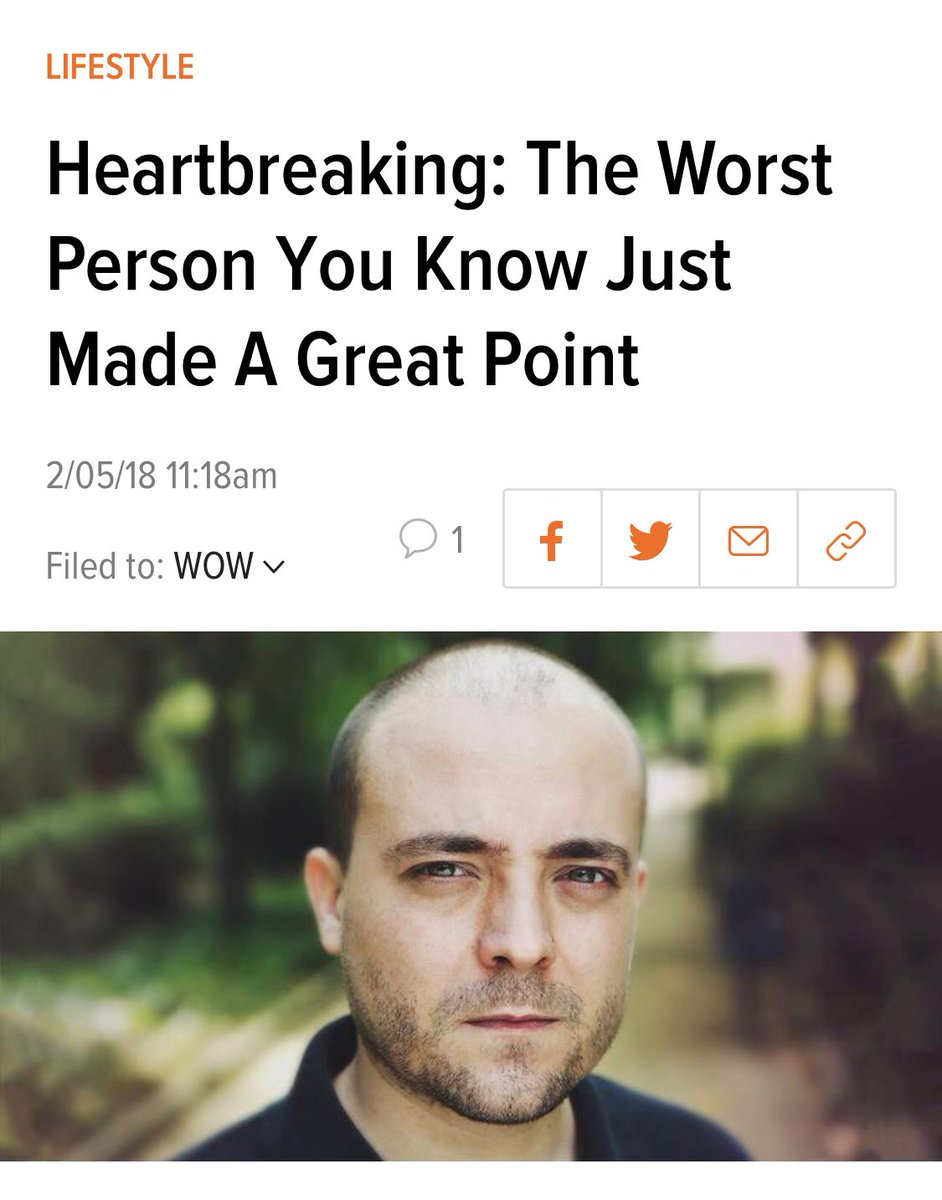 LIFESTYLE
Heartbreaking: The Worst
Person You Know Just
Made A Great Point
2/05/18 11:18am
Filed to: WOW
1